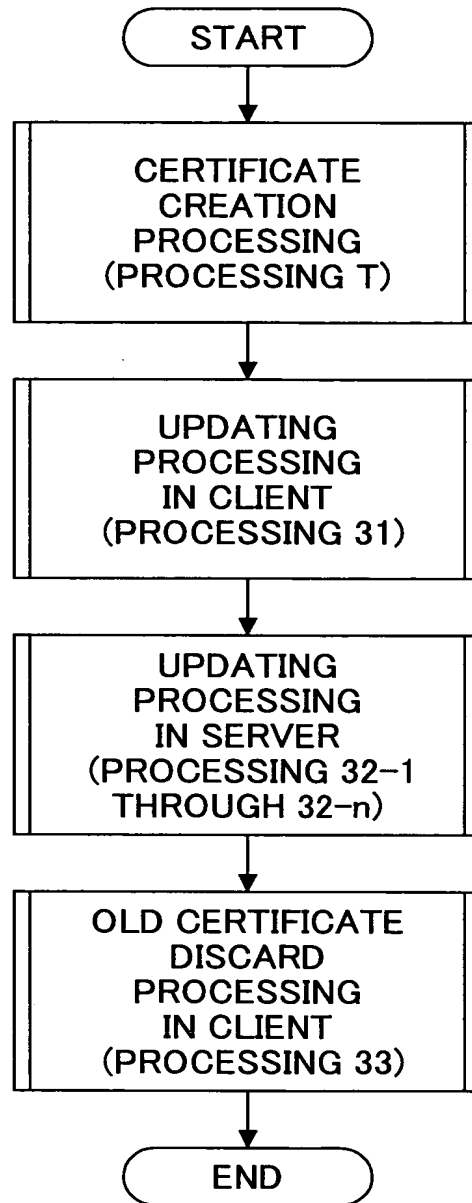 START
CERTIFICATE
CREATION
PROCESSING
(PROCESSING T)
UPDATING
PROCESSING
IN CLIENT
(PROCESSING 31)
UPDATING
PROCESSING
IN SERVER
(PROCESSING 32-1
THROUGH 32-n)
OLD CERTIFICATE
DISCARD
PROCESSING
IN CLIENT
(PROCESSING 33)
END